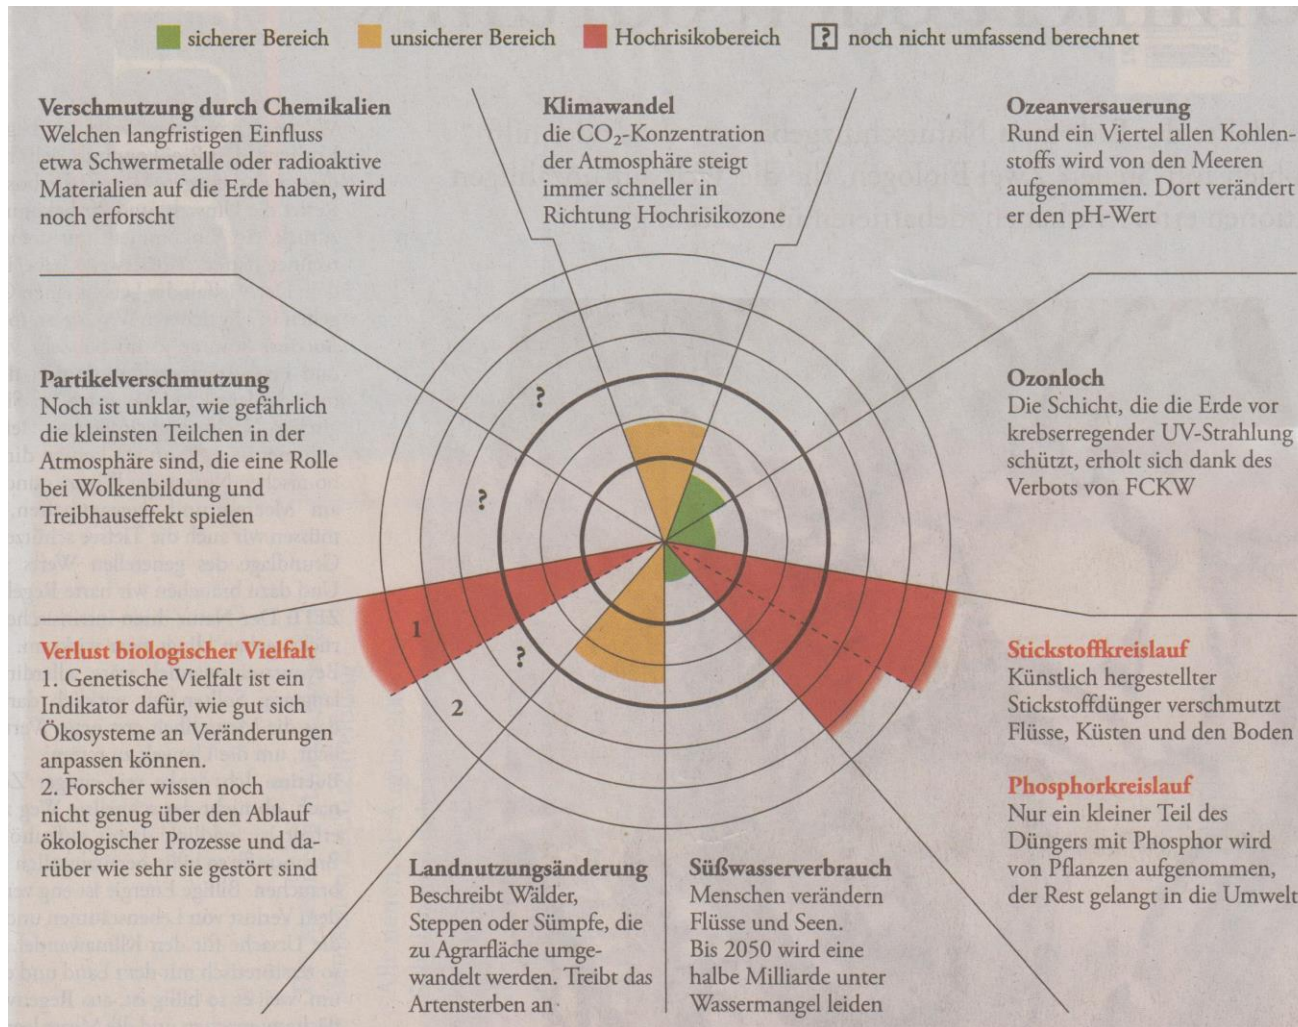 sicherer Bereich
unsicherer Bereich
Hochrisikobereich
? noch nicht umfassend berechnet
Verschmutzung durch Chemikalien
Welchen langfristigen Einfluss
etwa Schwermetalle oder radioaktive
Materialien auf die Erde haben, wird
noch erforscht
Klimawandel
die CO₂-Konzentration
der Atmosphäre steigt
immer schneller in
Richtung Hochrisikozone
Ozeanversauerung
Rund ein Viertel allen Kohlen-
stoffs wird von den Meeren
aufgenommen. Dort verändert
er den pH-Wert
Partikelverschmutzung
Noch ist unklar, wie gefährlich
die kleinsten Teilchen in der
Atmosphäre sind, die eine Rolle
bei Wolkenbildung und
Treibhauseffekt spielen
?
?
?
1
2
Ozonloch
Die Schicht, die die Erde vor
krebserregender UV-Strahlung
schützt, erholt sich dank des
Verbots von FCKW
Verlust biologischer Vielfalt
1. Genetische Vielfalt ist ein
Indikator dafür, wie gut sich
Ökosysteme an Veränderungen
anpassen können.
2. Forscher wissen noch
nicht genug über den Ablauf
ökologischer Prozesse und da-
rüber wie sehr sie gestört sind
Stickstoffkreislauf
Künstlich hergestellter
Stickstoffdünger verschmutzt
Flüsse, Küsten und den Boden
Phosphorkreislauf
Nur ein kleiner Teil des
Düngers mit Phosphor wird
von Pflanzen aufgenommen,
der Rest gelangt in die Umwelt
Landnutzungsänderung
Beschreibt Wälder,
Steppen oder Sümpfe, die
zu Agrarfläche umge-
wandelt werden. Treibt das
Artensterben an
Süßwasserverbrauch
Menschen verändern
Flüsse und Seen.
Bis 2050 wird eine
halbe Milliarde unter
Wassermangel leiden